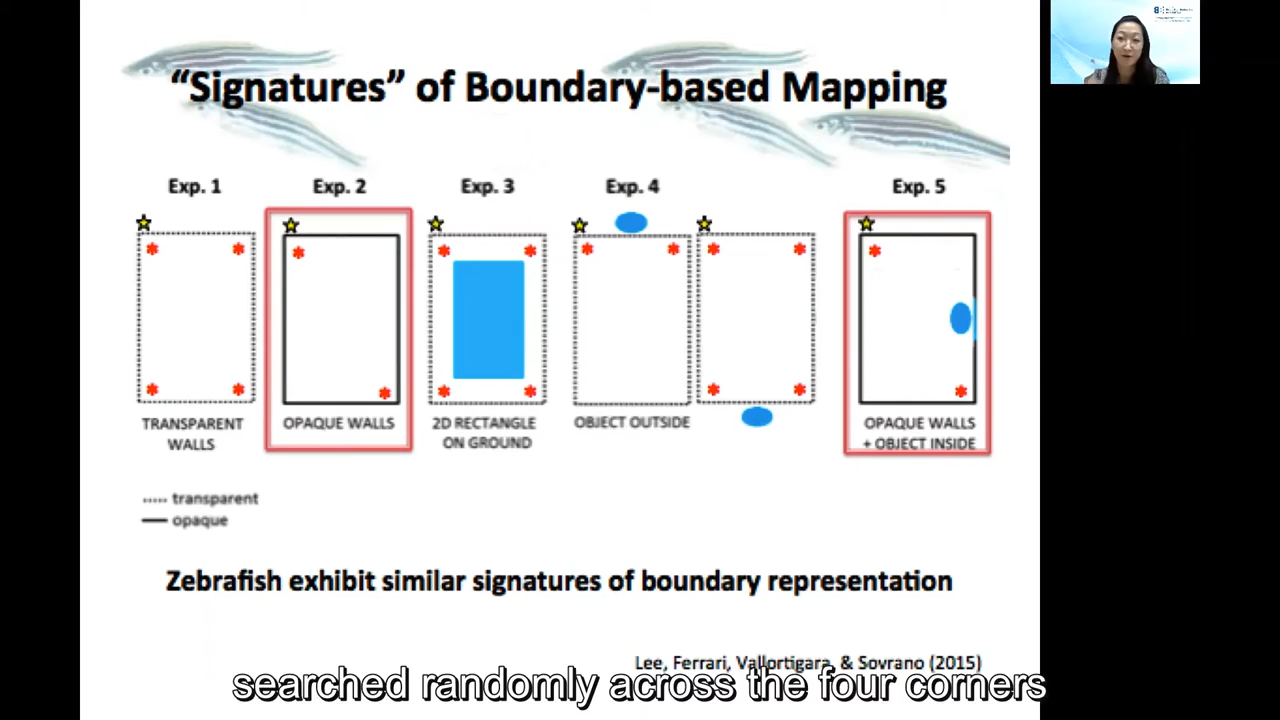 “Signatures” of Boundary-based Mapping
Exp. 1
Exp. 2
Exp. 3
Exp. 4
Exp. 5
TRANSPARENT
WALLS
OPAQUE WALLS
2D RECTANGLE
ON GROUND
OBJECT OUTSIDE
OPAQUE WALLS
+ OBJECT INSIDE
transparent
opaque
Zebrafish exhibit similar signatures of boundary representation
Lee, Ferrari, Vallortigara, & Sovrano (2015)
searched randomly across the four corners